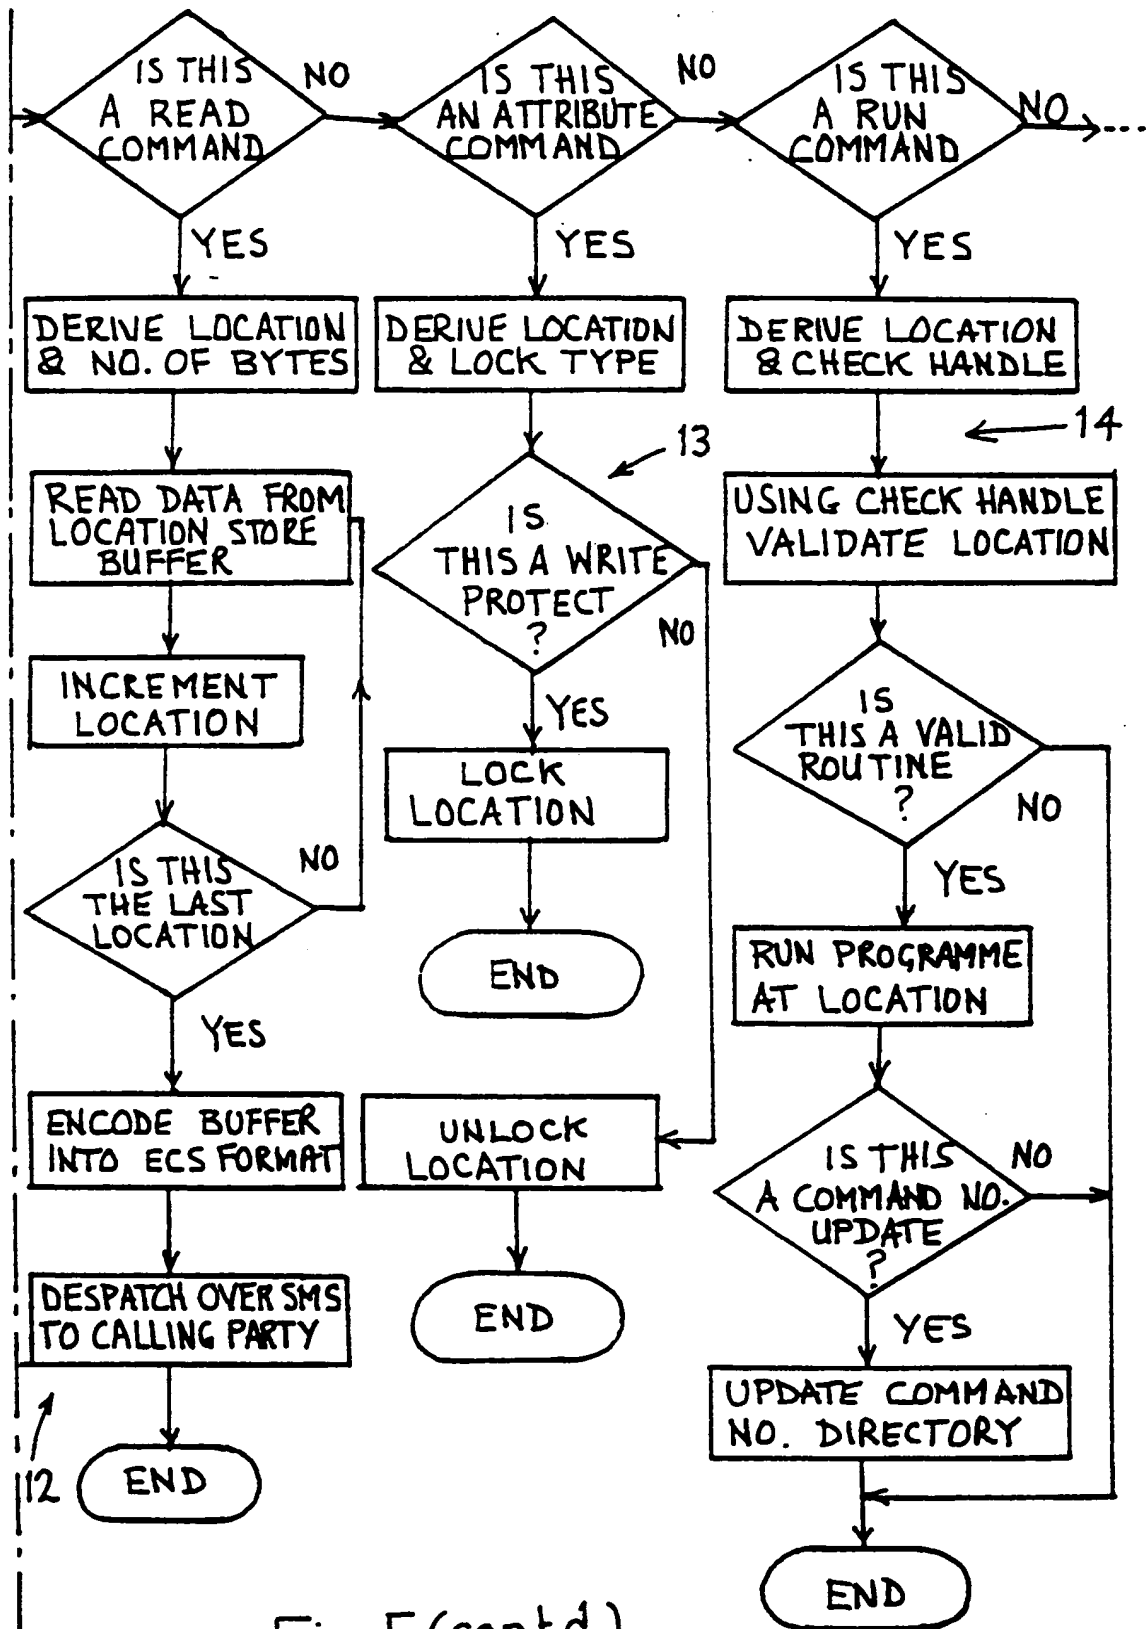 IS THIS
A READ
COMMAND
NO
YES
DERIVE LOCATION
& NO. OF BYTES
READ DATA FROM
LOCATION STORE
BUFFER
INCREMENT
LOCATION
IS THIS
THE LAST
LOCATION
NO
YES
ENCODE BUFFER
INTO ECS FORMAT
DESPATCH OVER SMS
TO CALLING PARTY
12
END
IS THIS
AN ATTRIBUTE
COMMAND
NO
YES
DERIVE LOCATION
& LOCK TYPE
13
IS
THIS A WRITE
PROTECT
?
NO
YES
LOCK
LOCATION
END
UNLOCK
LOCATION
END
IS THIS
A RUN
COMMAND
NO
YES
DERIVE LOCATION
& CHECK HANDLE
14
USING CHECK HANDLE
VALIDATE LOCATION
IS
THIS A VALID
ROUTINE
?
NO
YES
RUN PROGRAMME
AT LOCATION
IS THIS
A COMMAND NO.
UPDATE
?
NO
YES
UPDATE COMMAND
NO. DIRECTORY
END
Fig. 5 (contd.)